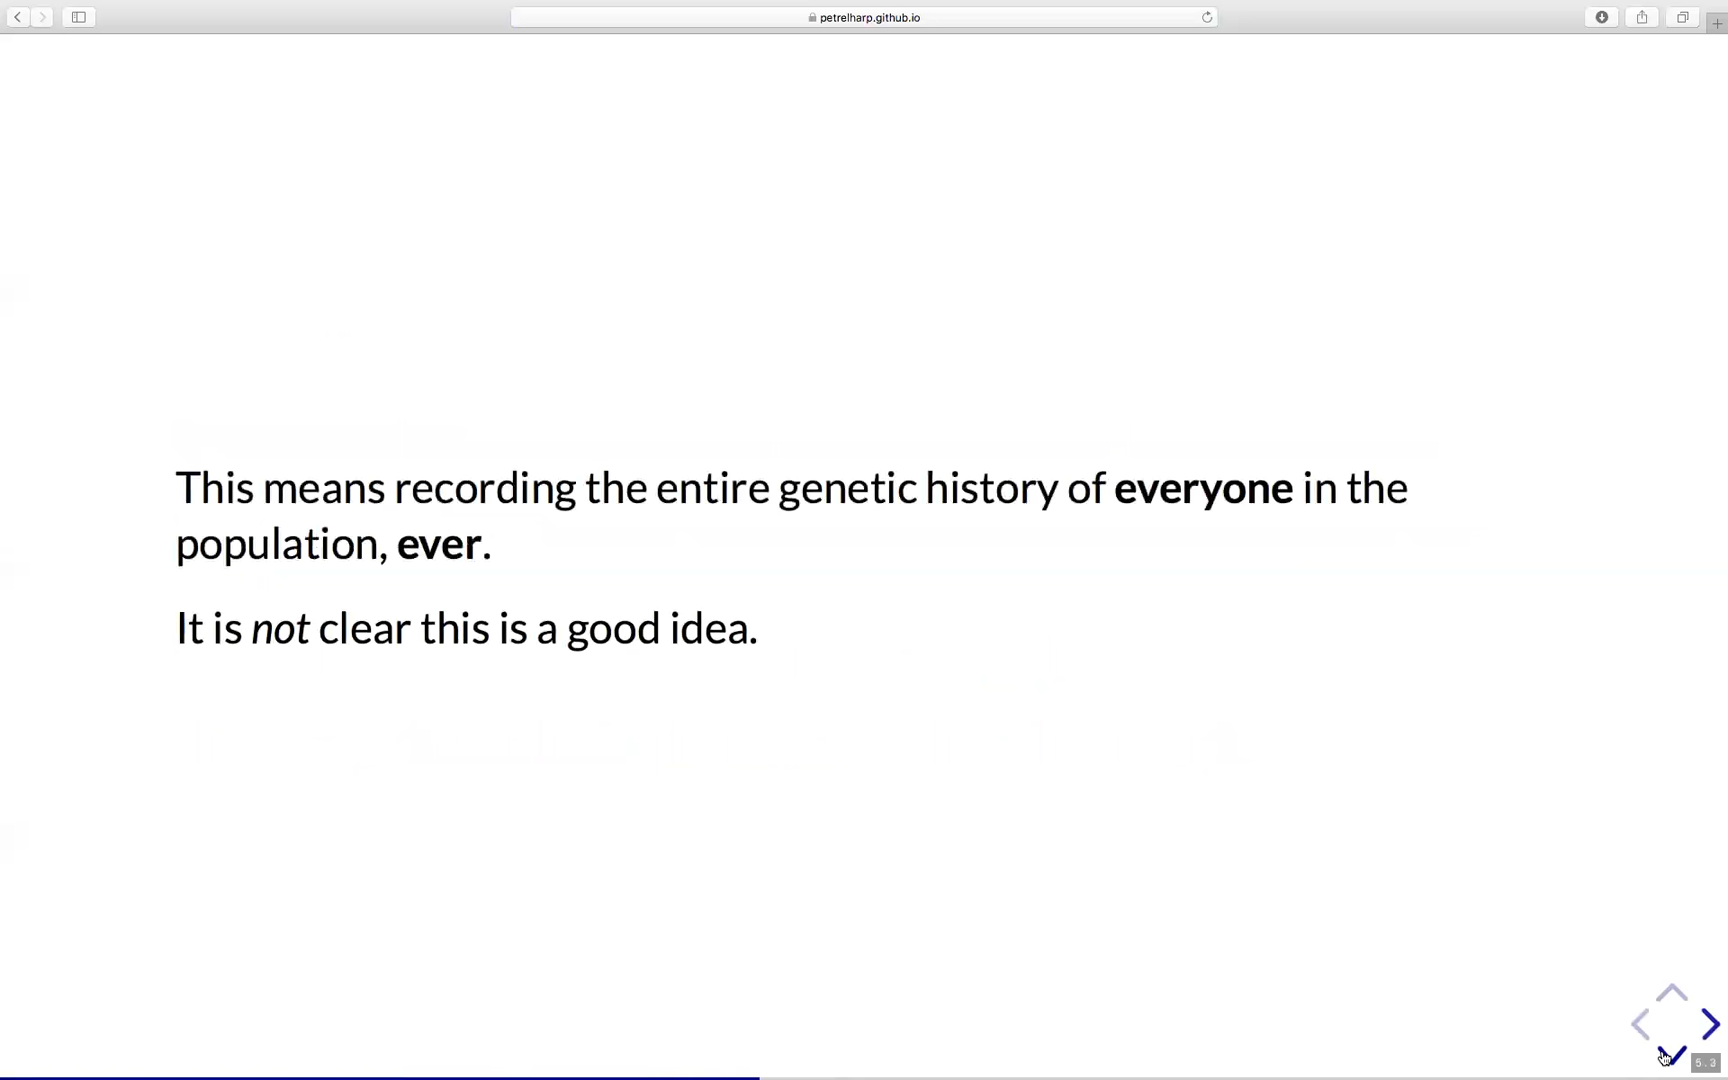 petrelharp.github.io
This means recording the entire genetic history of everyone in the
population, ever.
It is not clear this is a good idea.
5.3